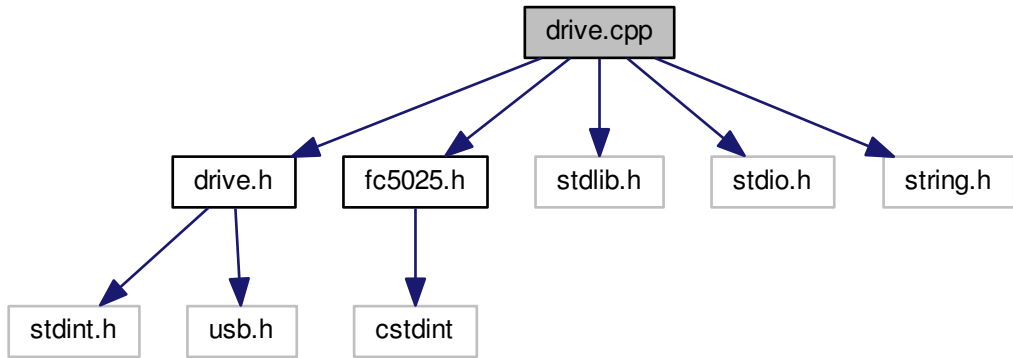 drive.cpp
drive.h
fc5025.h
stdlib.h
stdio.h
string.h
stdint.h
usb.h
cstdint